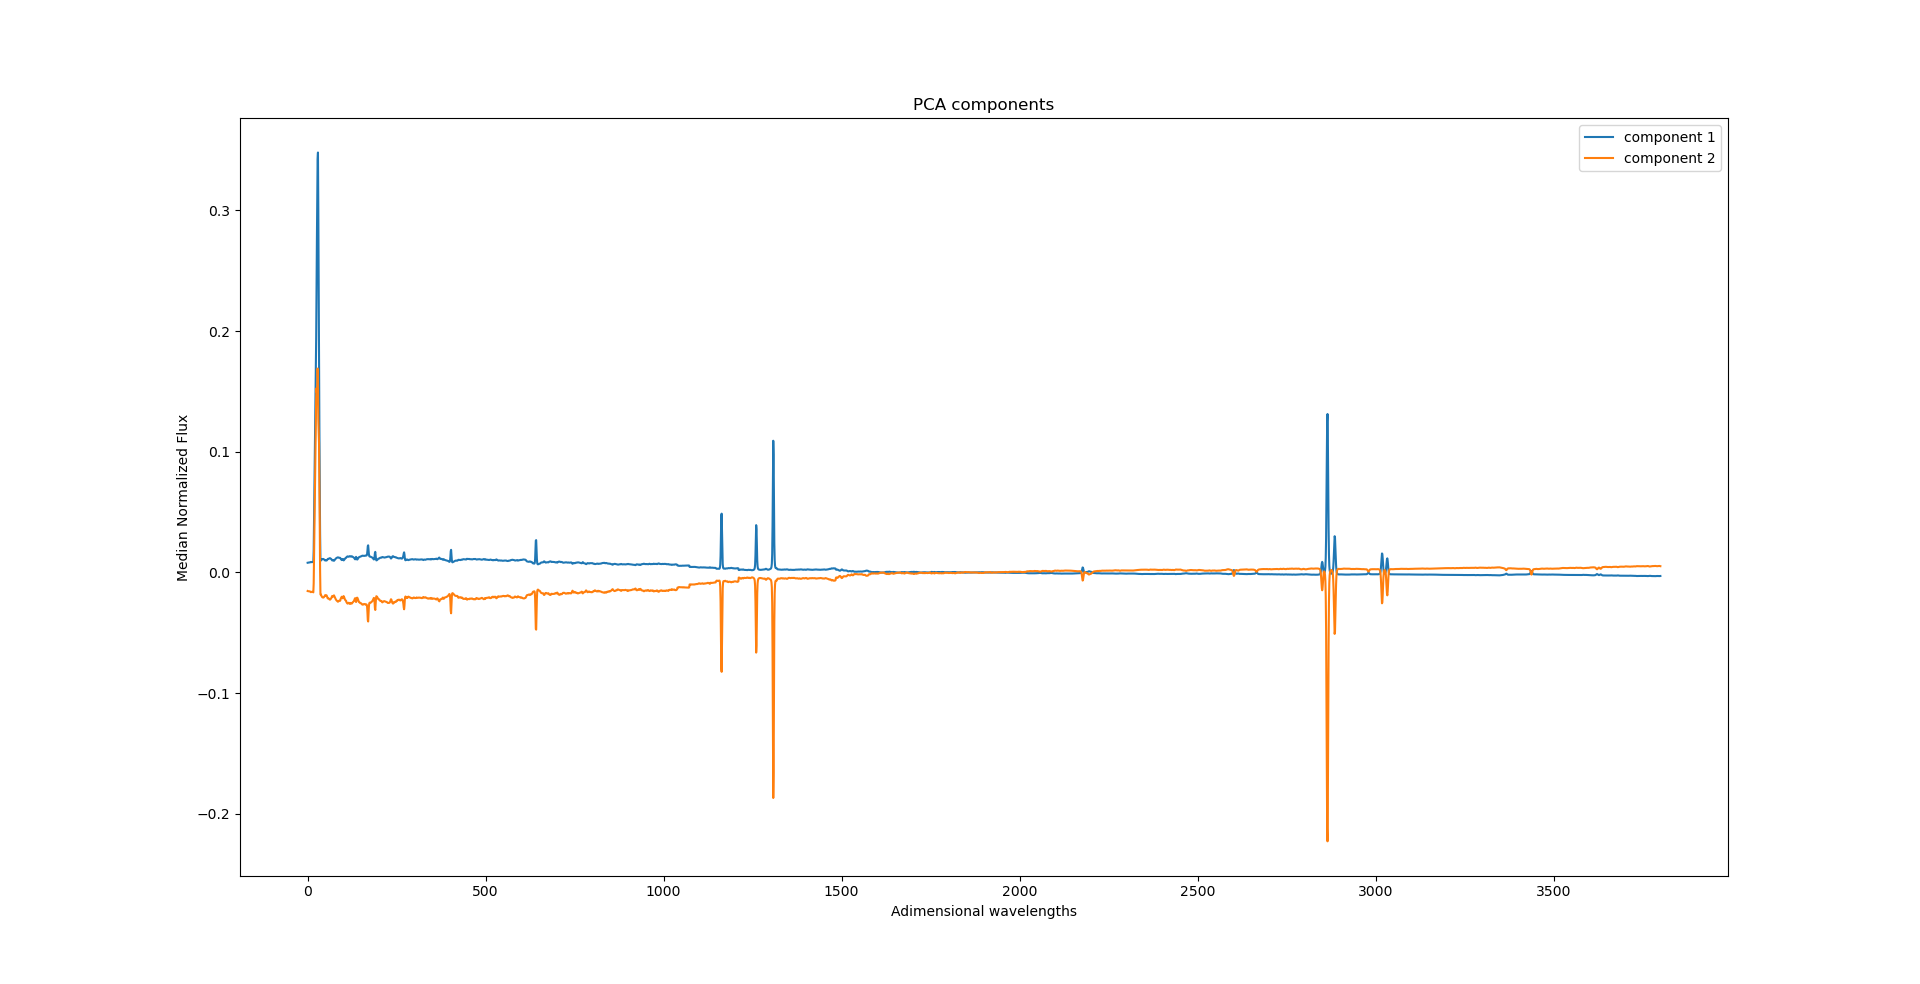 PCA components
component 1
component 2
Median Normalized Flux
0.3
0.2
0.1
0.0
−0.1
−0.2
0 500 1000 1500 2000 2500 3000 3500
Adimensional wavelengths